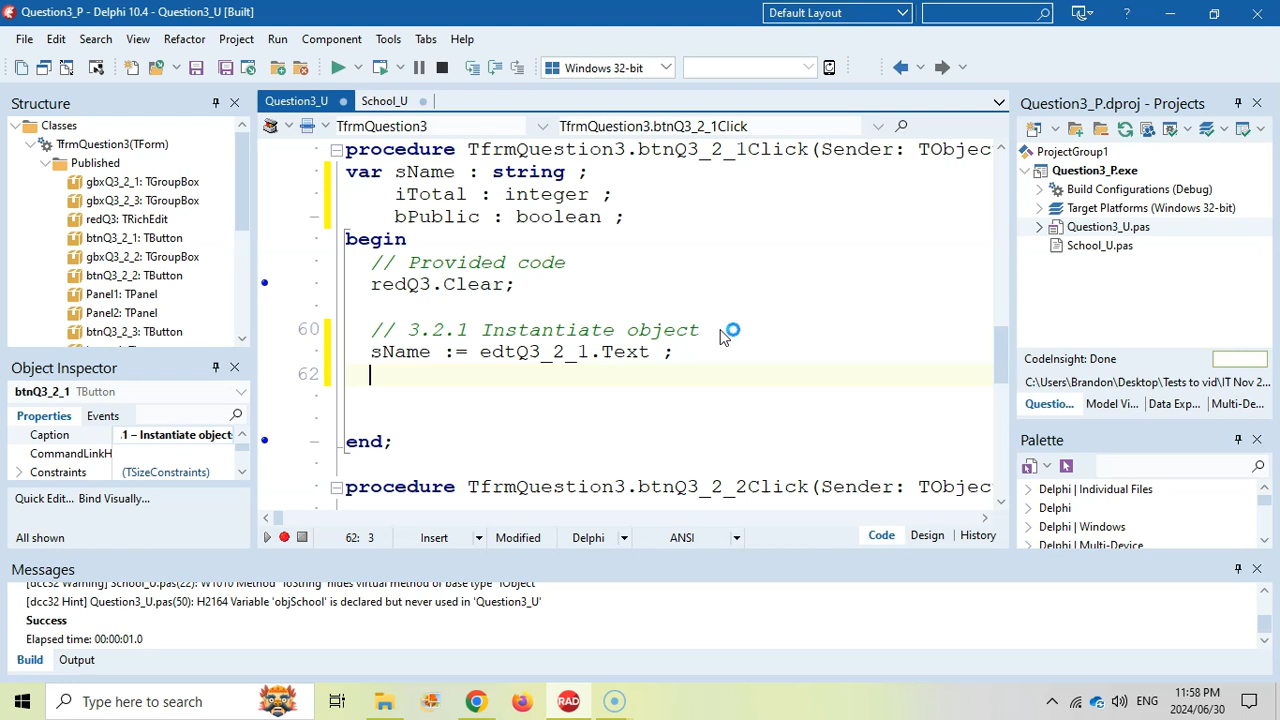 Question3_P - Delphi 10.4 - Question3_U [Built]
Default Layout
File Edit Search View Refactor Project Run Component Tools Tabs Help
Windows 32-bit
Structure
Classes
TfrmQuestion3(TForm)
Published
gbxQ3_2_1: TGroupBox
gbxQ3_2_3: TGroupBox
redQ3: TRichEdit
btnQ3_2_1: TButton
gbxQ3_2_2: TGroupBox
btnQ3_2_2: TButton
Panel1: TPanel
Panel2: TPanel
btnQ3_2_3: TButton
Object Inspector
btnQ3_2_1 TButton
Properties Events
Caption .1 – Instantiate object
CommandLinkH
Constraints (TSizeConstraints)
Quick Edit... Bind Visually...
All shown
Question3_U School_U
TfrmQuestion3 TfrmQuestion3.btnQ3_2_1Click
procedure TfrmQuestion3.btnQ3_2_1Click(Sender: TObjec
var sName : string ;
iTotal : integer ;
bPublic : boolean ;
begin
// Provided code
redQ3.Clear;
60 // 3.2.1 Instantiate object
sName := edtQ3_2_1.Text ;
62
end;
procedure TfrmQuestion3.btnQ3_2_2Click(Sender: TObjec
62: 3 Insert Modified Delphi ANSI Code Design History
Question3_P.dproj - Projects
ProjectGroup1
Question3_P.exe
Build Configurations (Debug)
Target Platforms (Windows 32-bit)
Question3_U.pas
School_U.pas
CodeInsight: Done
C:\Users\Brandon\Desktop\Tests to vid\IT Nov 2...
Questio... Model Vi... Data Exp... Multi-De...
Palette
Delphi | Individual Files
Delphi
Delphi | Windows
Delphi | Multi-Device
Messages
[dcc32 Warning] School_U.pas(22): W1010 Method 'toString' hides virtual method of base type 'TObject'
[dcc32 Hint] Question3_U.pas(50): H2164 Variable 'objSchool' is declared but never used in 'Question3_U'
Success
Elapsed time: 00:00:01.0
Build Output
Type here to search
RAD
ENG
11:58 PM
2024/06/30